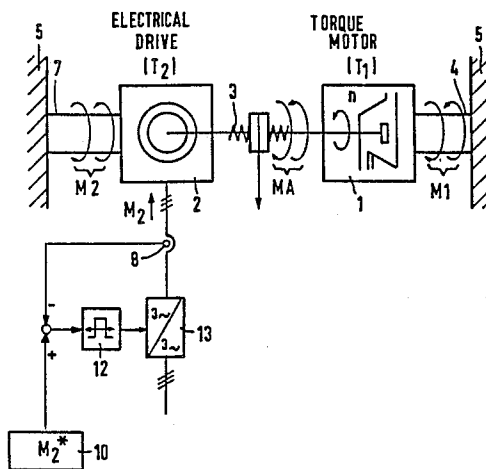 ELECTRICAL
DRIVE
(T2)
TORQUE
MOTOR
(T1)
5
7
3
n
5
4
M2
2
MA
1
M1
M2
8
-
+
12
3~
3~
13
M2*
10